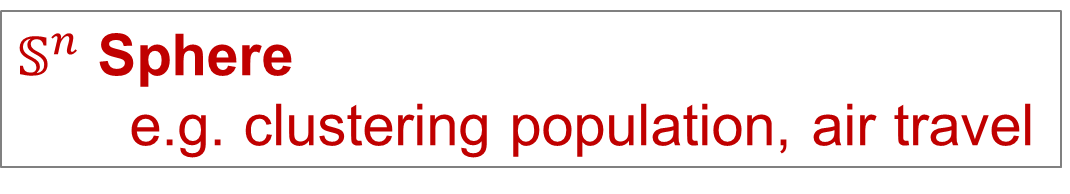 𝕊ⁿ Sphere
e.g. clustering population, air travel